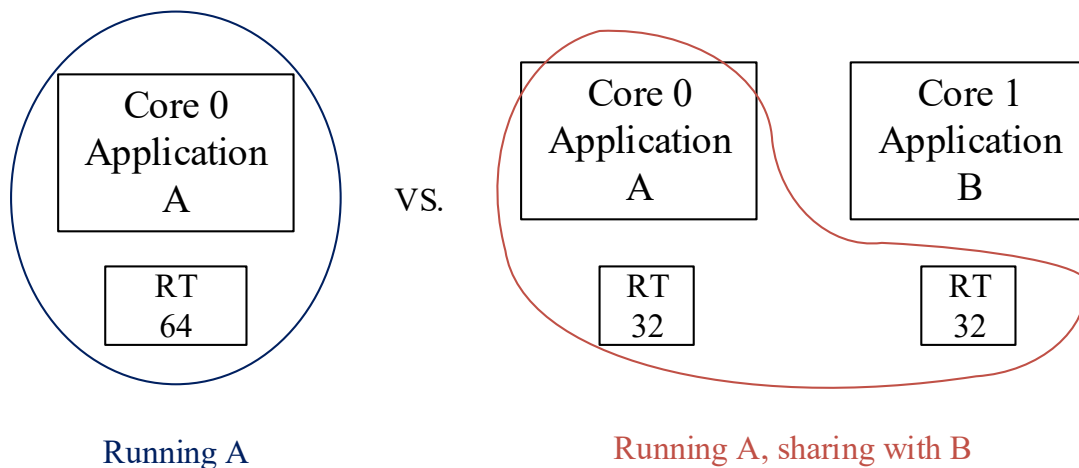 Core 0
Application
A
RT
64
Running A
VS.
Core 0
Application
A
Core 1
Application
B
RT
32
RT
32
Running A, sharing with B